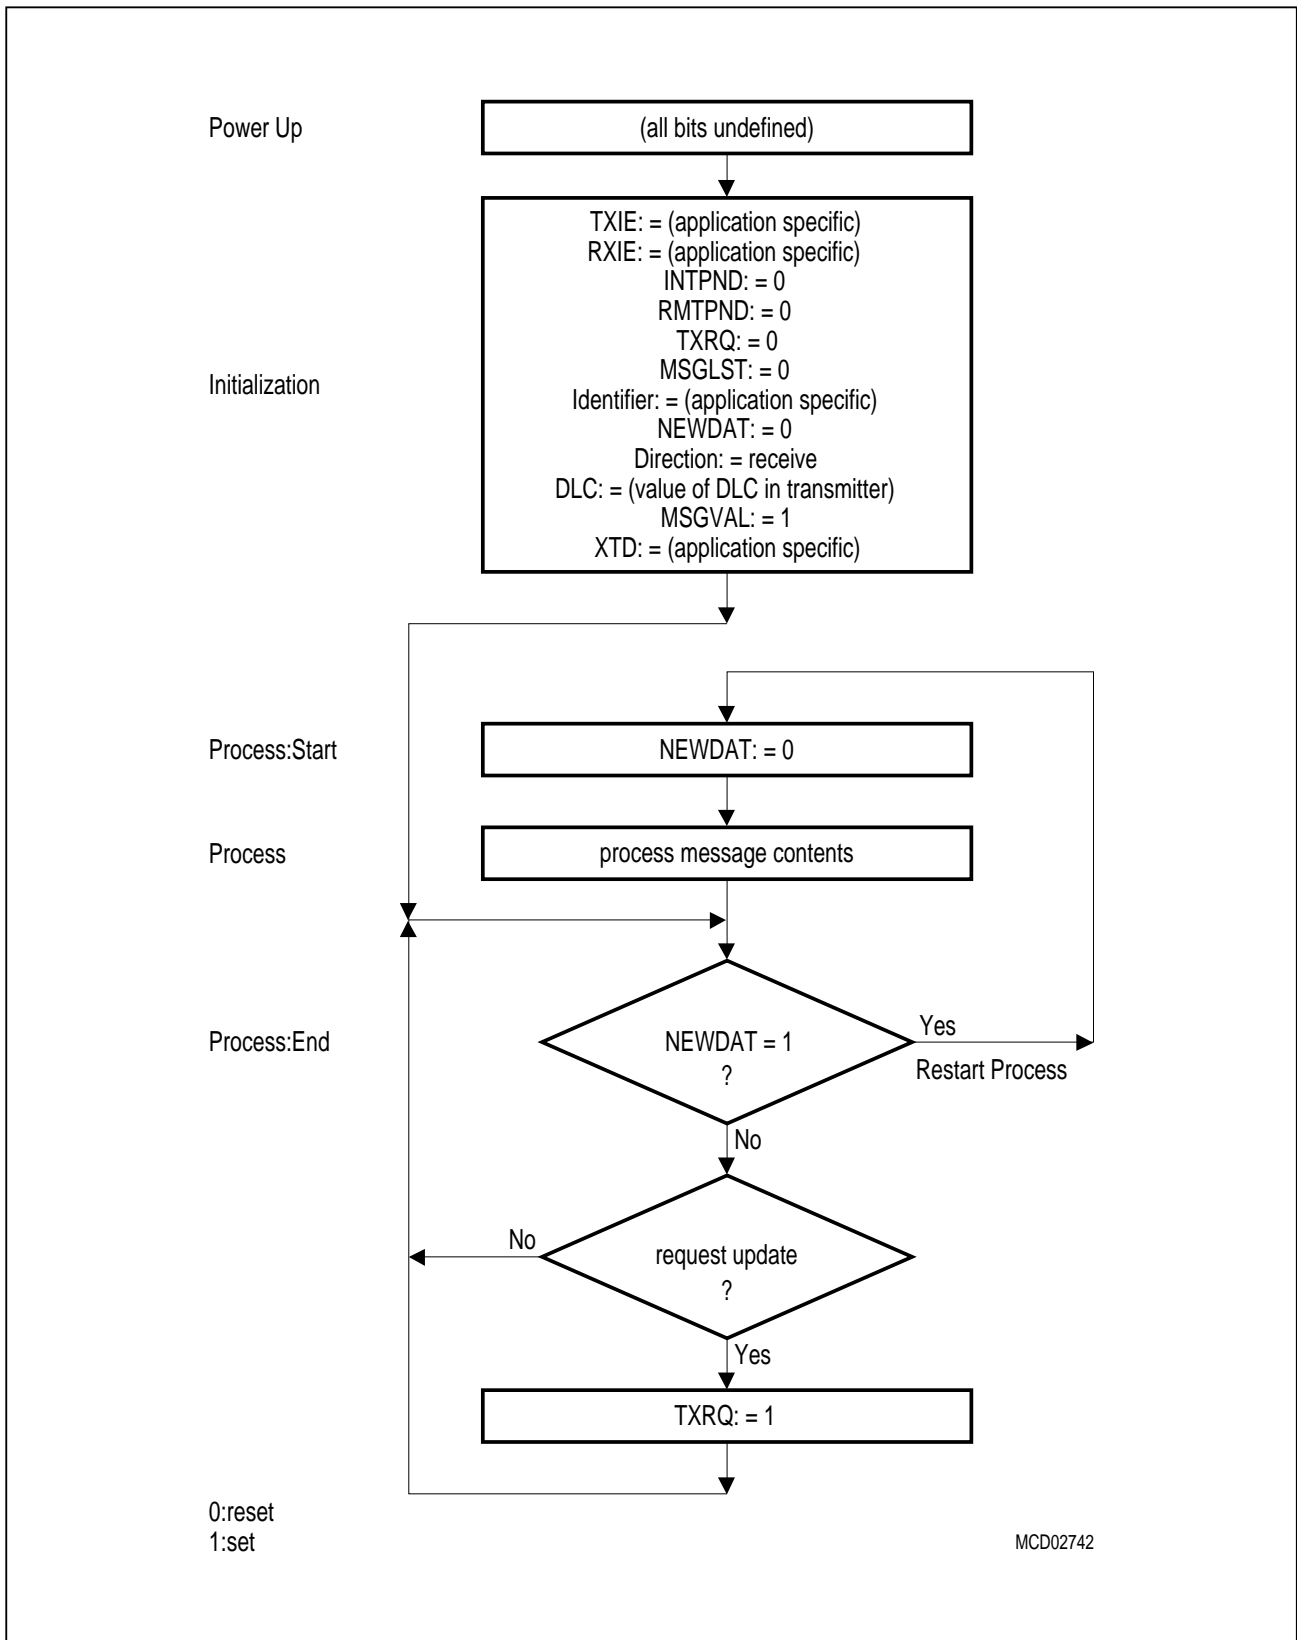 Power Up
(all bits undefined)
Initialization
TXIE: = (application specific)
RXIE: = (application specific)
INTPND: = 0
RMTPND: = 0
TXRQ: = 0
MSGLST: = 0
Identifier: = (application specific)
NEWDAT: = 0
Direction: = receive
DLC: = (value of DLC in transmitter)
MSGVAL: = 1
XTD: = (application specific)
Process:Start
NEWDAT: = 0
Process
process message contents
Process:End
NEWDAT = 1
?
Yes
Restart Process
No
request update
?
No
Yes
TXRQ: = 1
0:reset
1:set
MCD02742